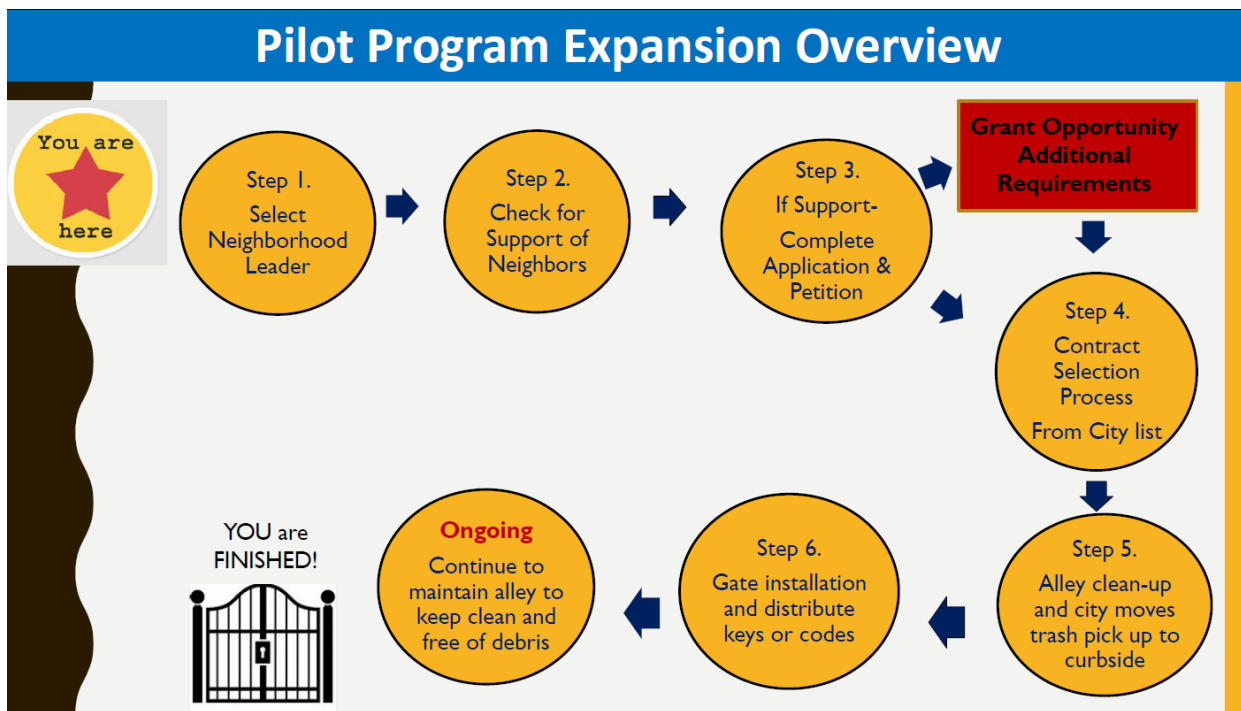 Pilot Program Expansion Overview
You are
here
Step 1.
Select
Neighborhood
Leader
Step 2.
Check for
Support of
Neighbors
Step 3.
If Support-
Complete
Application &
Petition
Grant Opportunity
Additional
Requirements
Step 4.
Contract
Selection
Process
From City list
Step 5.
Alley clean-up
and city moves
trash pick up to
curbside
Step 6.
Gate installation
and distribute
keys or codes
Ongoing
Continue to
maintain alley to
keep clean and
free of debris
YOU are
FINISHED!